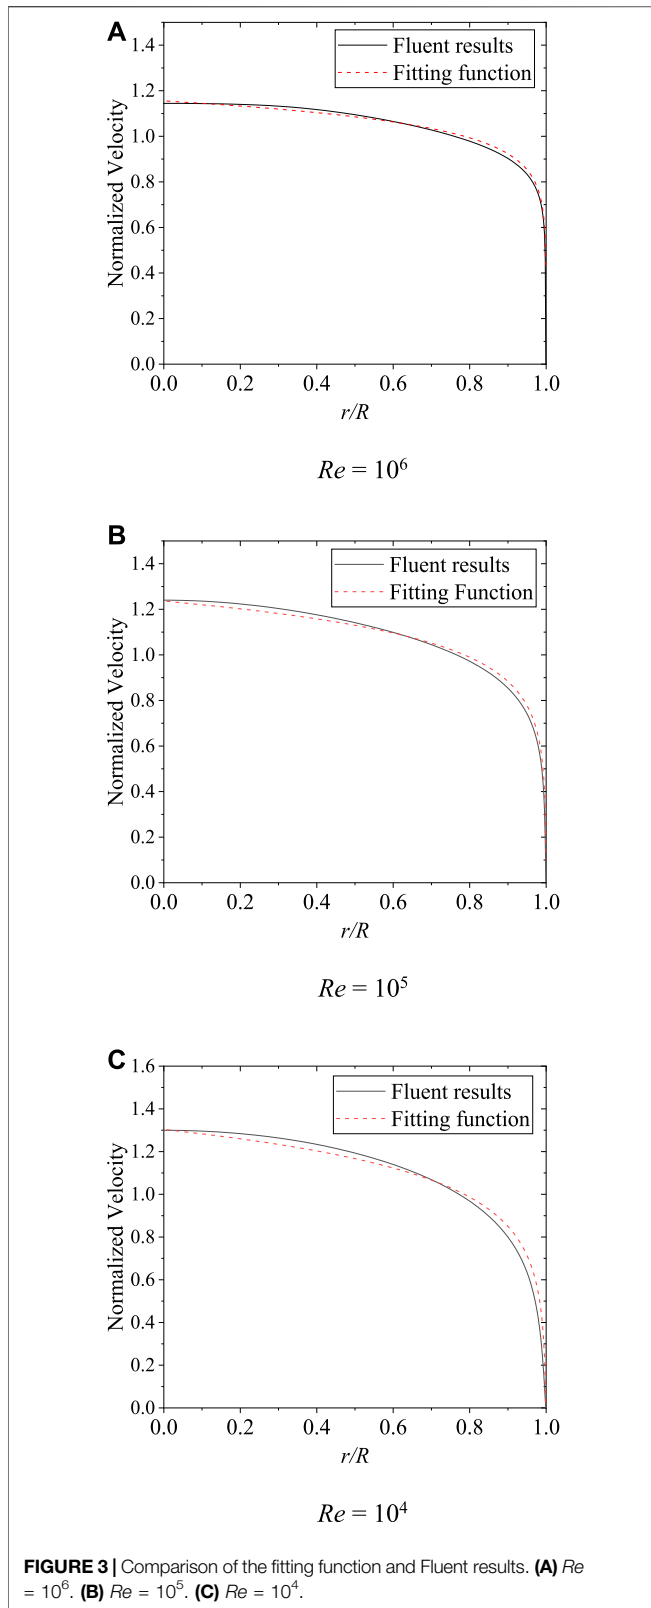 A
1.4
1.2
1.0
0.8
0.6
0.4
0.2
0.0
Normalized Velocity
Fluent results
Fitting function
0.0 0.2 0.4 0.6 0.8 1.0
r/R
Re = 10⁶
B
1.4
1.2
1.0
0.8
0.6
0.4
0.2
0.0
Normalized Velocity
Fluent results
Fitting Function
0.0 0.2 0.4 0.6 0.8 1.0
r/R
Re = 10⁵
C
1.6
1.4
1.2
1.0
0.8
0.6
0.4
0.2
0.0
Normalized Velocity
Fluent results
Fitting function
0.0 0.2 0.4 0.6 0.8 1.0
r/R
Re = 10⁴
FIGURE 3 | Comparison of the fitting function and Fluent results. (A) Re
= 10⁶. (B) Re = 10⁵. (C) Re = 10⁴.